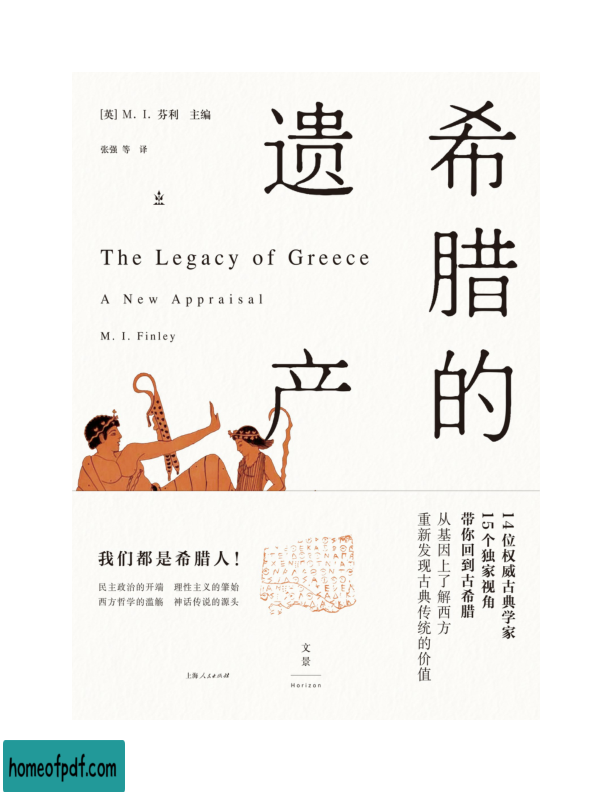 希腊的
遗产
[英] M. I. 芬利 主编
张强 等 译
The Legacy of Greece
A New Appraisal
M. I. Finley
14位权威古典学家
15个独家视角
带你回到古希腊
从基因上了解西方
重新发现古典传统的价值
我们都是希腊人！
民主政治的开端 理性主义的肇始
西方哲学的滥觞 神话传说的源头
文
景
Horizon
上海人民出版社
homeofpdf.com